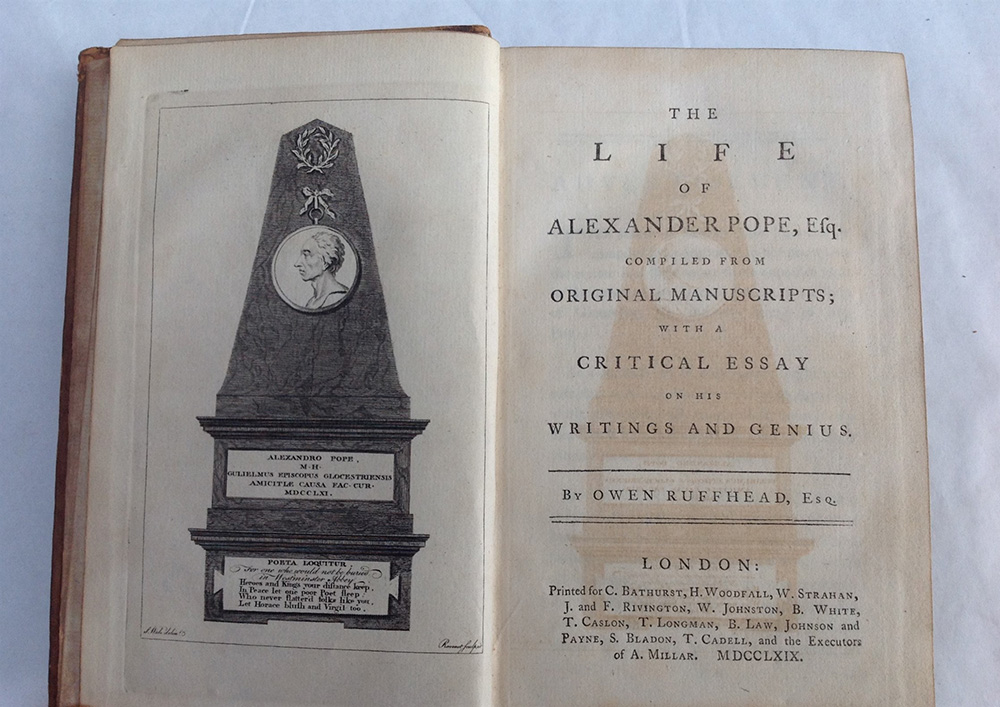 ALEXANDRO POPE,
M·H·
GULIELMUS EPISCOPUS GLOCESTRIENSIS
AMICITIÆ CAUSA FAC·CUR·
MDCCLXI.
POETA LOQUITUR
For one who would not be buried
in Westminster Abbey.
Heroes and Kings your distance keep,
In Peace let one poor Poet sleep,
Who never flatter'd folks like you,
Let Horace blush and Virgil too.
Ravenet sculpsit
THE
LIFE
OF
ALEXANDER POPE, Eſq.
COMPILED FROM
ORIGINAL MANUSCRIPTS;
WITH A
CRITICAL ESSAY
ON HIS
WRITINGS AND GENIUS.
By OWEN RUFFHEAD, Esq.
LONDON:
Printed for C. Bathurst, H. Woodfall, W. Strahan,
J. and F. Rivington, W. Johnston, B. White,
T. Caslon, T. Longman, B. Law, Johnson and
Payne, S. Bladon, T. Cadell, and the Executors
of A. Millar. MDCCLXIX.